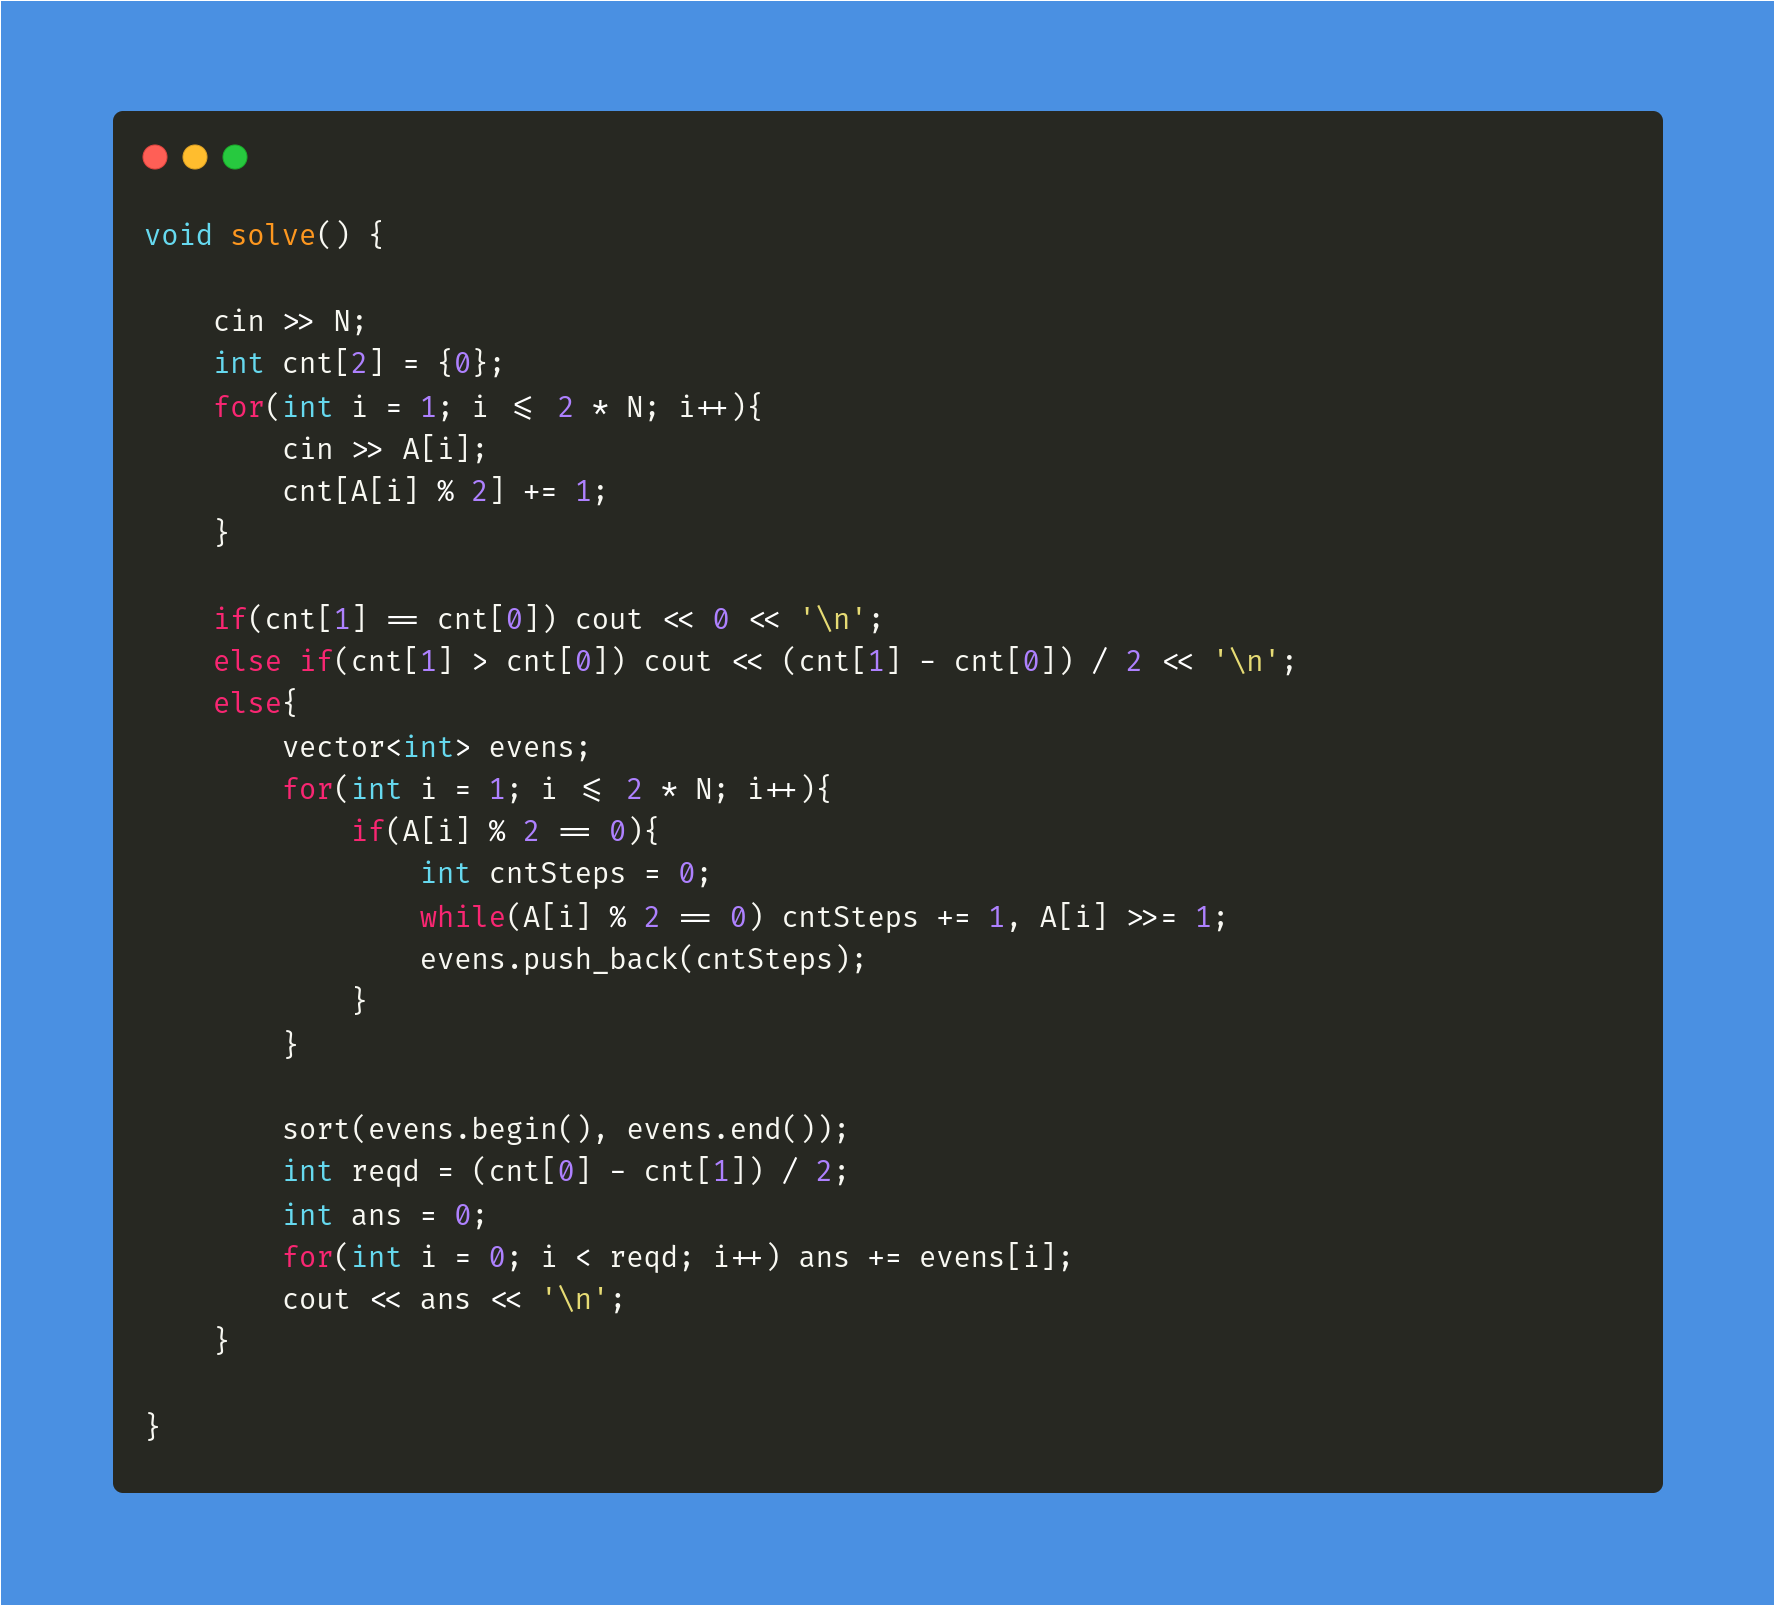 void solve() {
cin >> N;
int cnt[2] = {0};
for(int i = 1; i <= 2 * N; i++){
cin >> A[i];
cnt[A[i] % 2] += 1;
}
if(cnt[1] == cnt[0]) cout << 0 << '\n';
else if(cnt[1] > cnt[0]) cout << (cnt[1] - cnt[0]) / 2 << '\n';
else{
vector<int> evens;
for(int i = 1; i <= 2 * N; i++){
if(A[i] % 2 == 0){
int cntSteps = 0;
while(A[i] % 2 == 0) cntSteps += 1, A[i] >>= 1;
evens.push_back(cntSteps);
}
}
sort(evens.begin(), evens.end());
int reqd = (cnt[0] - cnt[1]) / 2;
int ans = 0;
for(int i = 0; i < reqd; i++) ans += evens[i];
cout << ans << '\n';
}
}